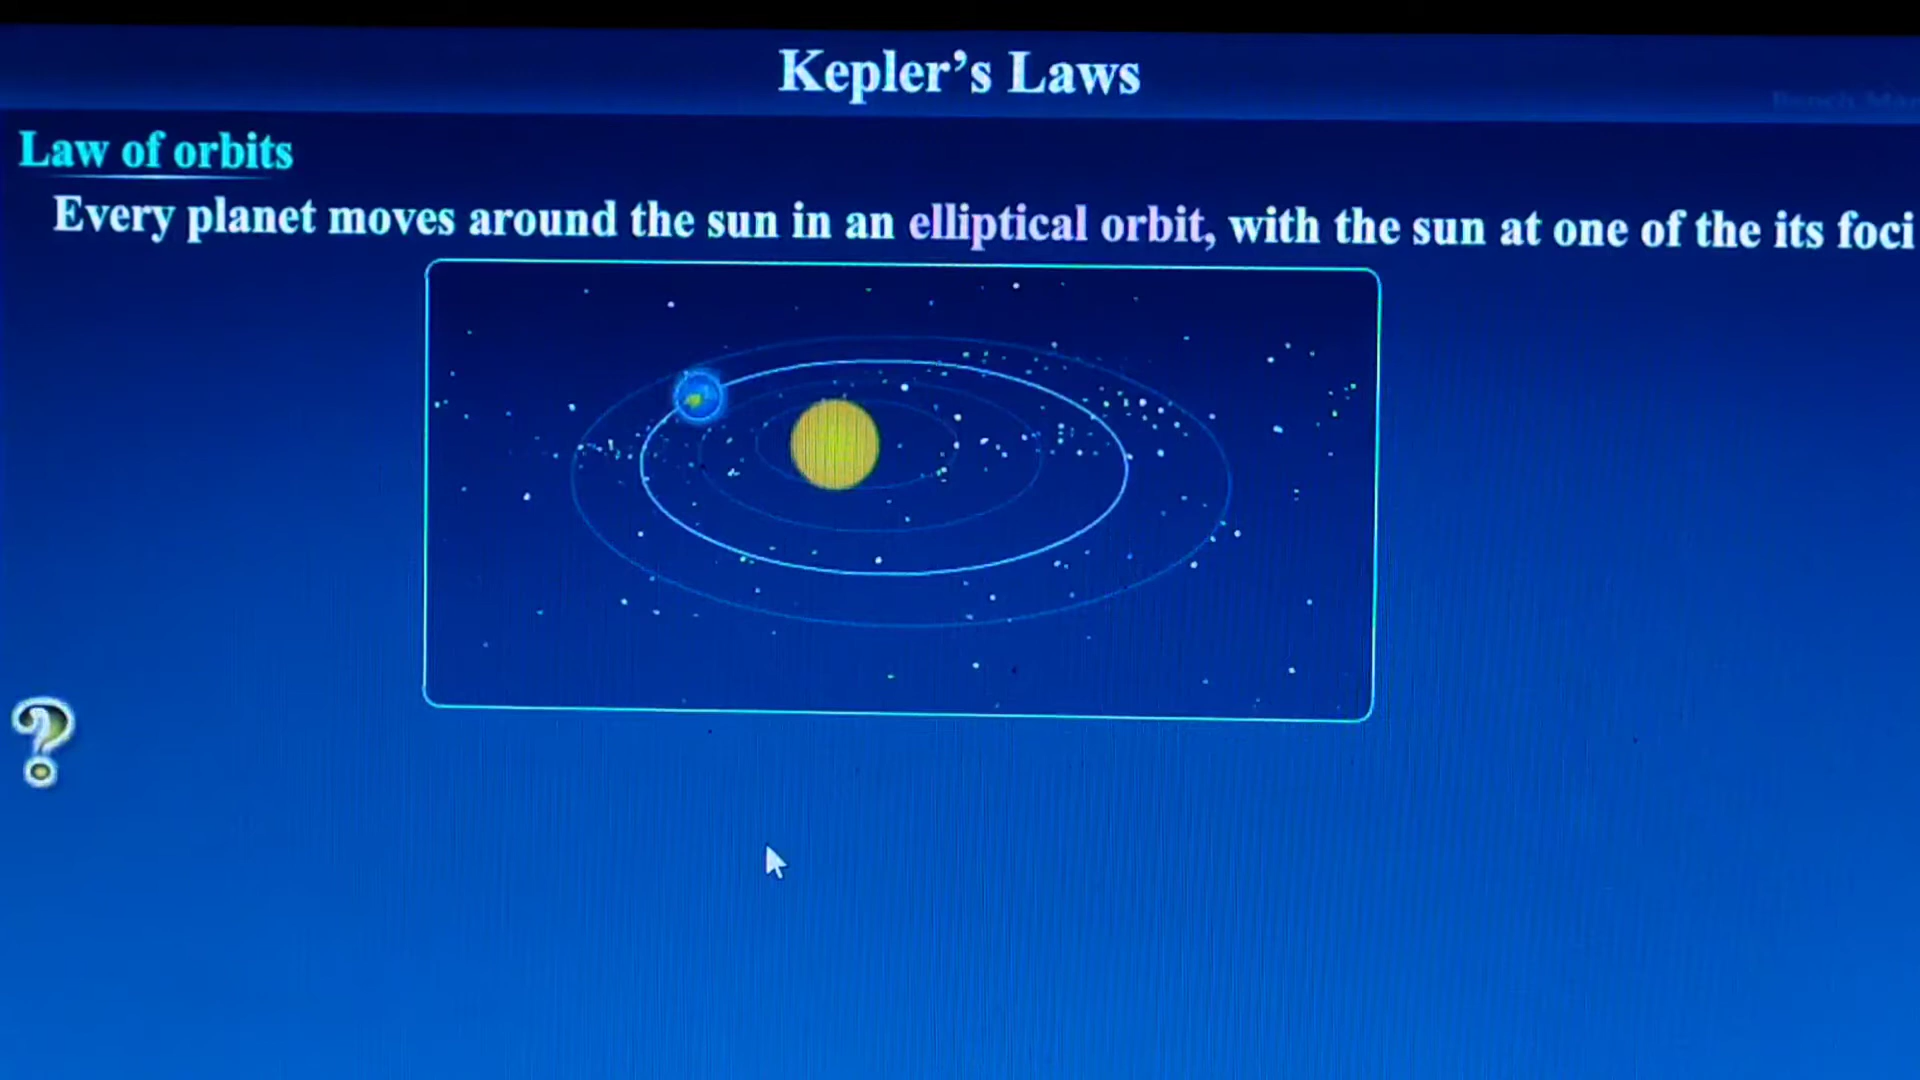 Kepler’s Laws
Law of orbits
Every planet moves around the sun in an elliptical orbit, with the sun at one of the its foci
?